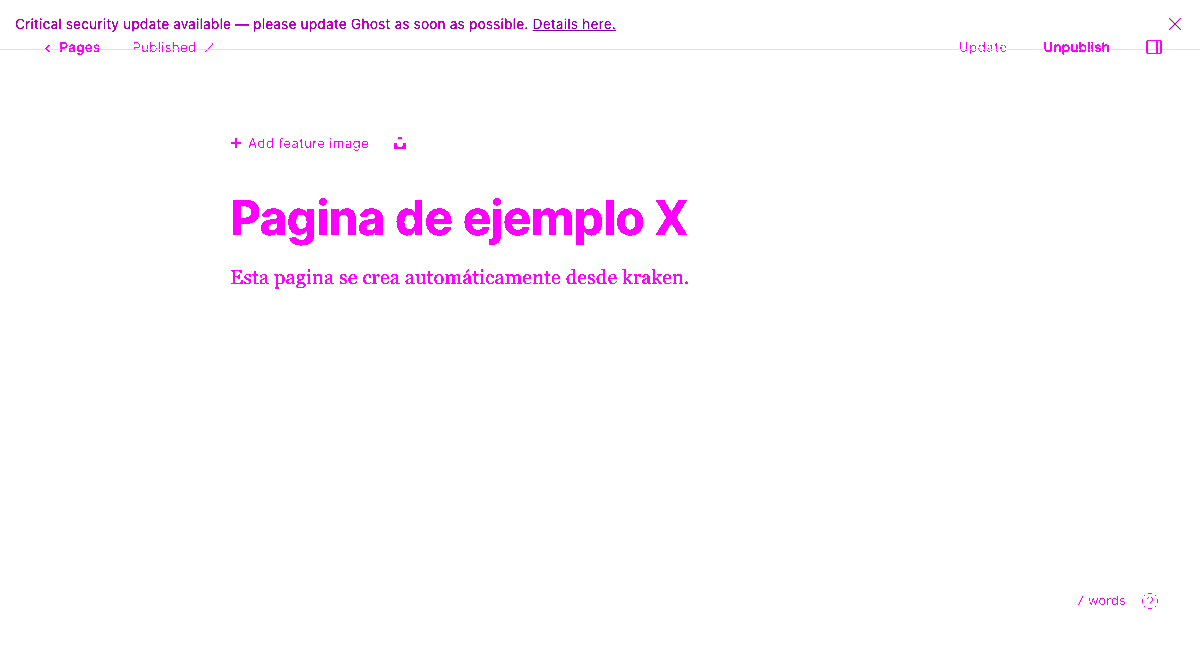 Critical security update available — please update Ghost as soon as possible. Details here.
Pages Published Update Unpublish
Add feature image
Pagina de ejemplo X
Esta pagina se crea automáticamente desde kraken.
words